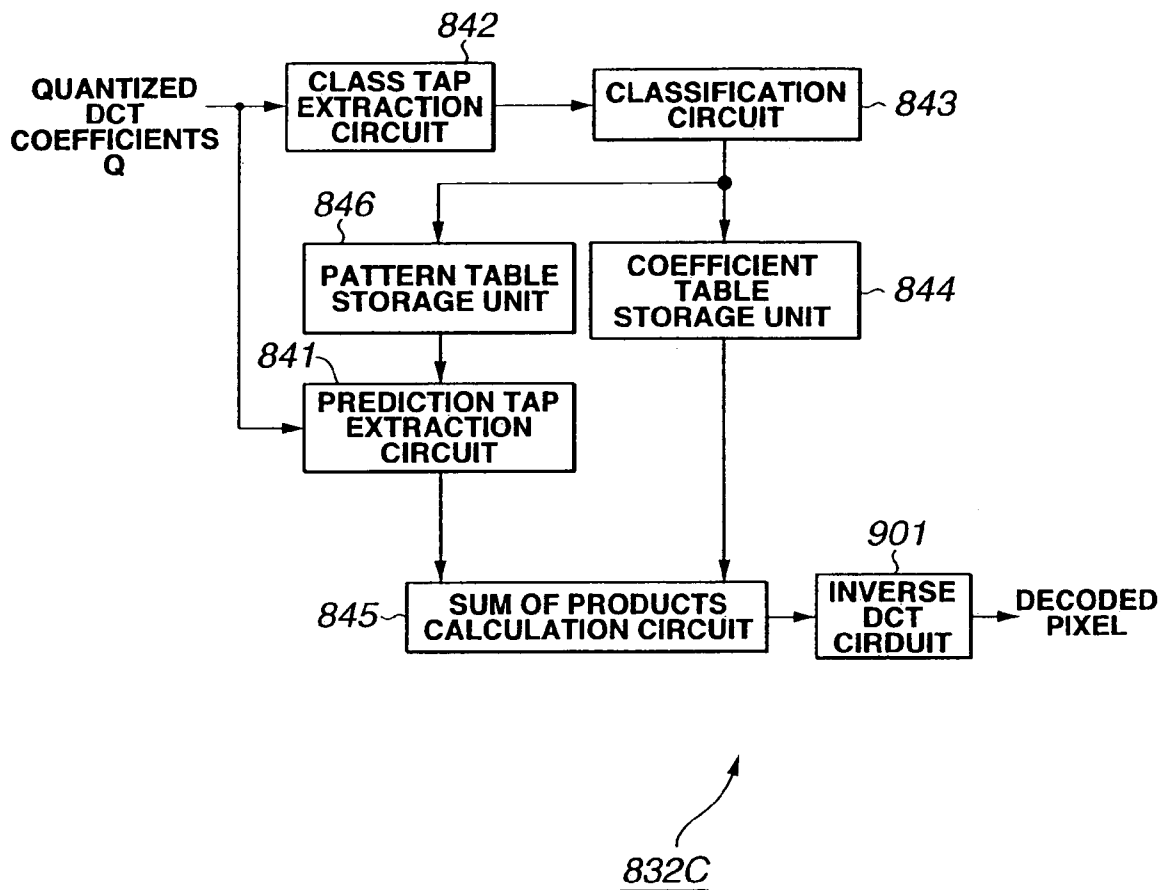 842
QUANTIZED
DCT
COEFFICIENTS
Q
CLASS TAP
EXTRACTION
CIRCUIT
CLASSIFICATION
CIRCUIT
843
846
PATTERN TABLE
STORAGE UNIT
COEFFICIENT
TABLE
STORAGE UNIT
844
841
PREDICTION TAP
EXTRACTION
CIRCUIT
845
SUM OF PRODUCTS
CALCULATION CIRCUIT
901
INVERSE
DCT
CIRDUIT
DECODED
PIXEL
832C